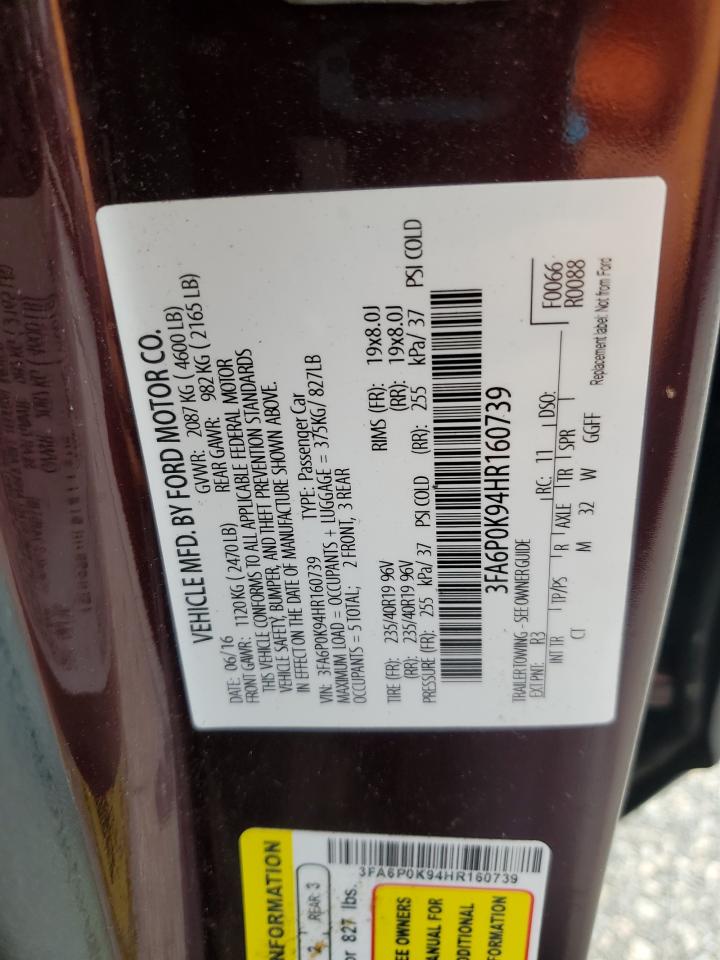 VEHICLE MFD. BY FORD MOTOR CO.
DATE: 06/16 GVWR: 2087 KG ( 4600 LB)
FRONT GAWR: 1120 KG ( 2470 LB) REAR GAWR: 982 KG ( 2165 LB)
THIS VEHICLE CONFORMS TO ALL APPLICABLE FEDERAL MOTOR
VEHICLE SAFETY, BUMPER, AND THEFT PREVENTION STANDARDS
IN EFFECT ON THE DATE OF MANUFACTURE SHOWN ABOVE.
VIN: 3FA6P0K94HR160739 TYPE: Passenger Car
MAXIMUM LOAD = OCCUPANTS + LUGGAGE = 375KG / 827LB
OCCUPANTS = 5 TOTAL; 2 FRONT, 3 REAR
TIRE (FR): 235/40R19 96V RIMS (FR): 19x8.0J
(RR): 235/40R19 96V (RR): 19x8.0J
PRESSURE (FR): 255 kPa/ 37 PSI COLD (RR): 255 kPa/ 37 PSI COLD
3FA6P0K94HR160739
TRAILER TOWING - SEE OWNER GUIDE
EXT PNT: R3 RC: 11 DSO: F0066
INT TR TP/PS R AXLE TR SPR R0088
CT M 32 W GGFF
Replacement label: Not from Ford
INFORMATION
2 REAR 3
or 827 lbs.
3FA6P0K94HR160739
EE OWNERS
ANUAL FOR
DDITIONAL
FORMATION